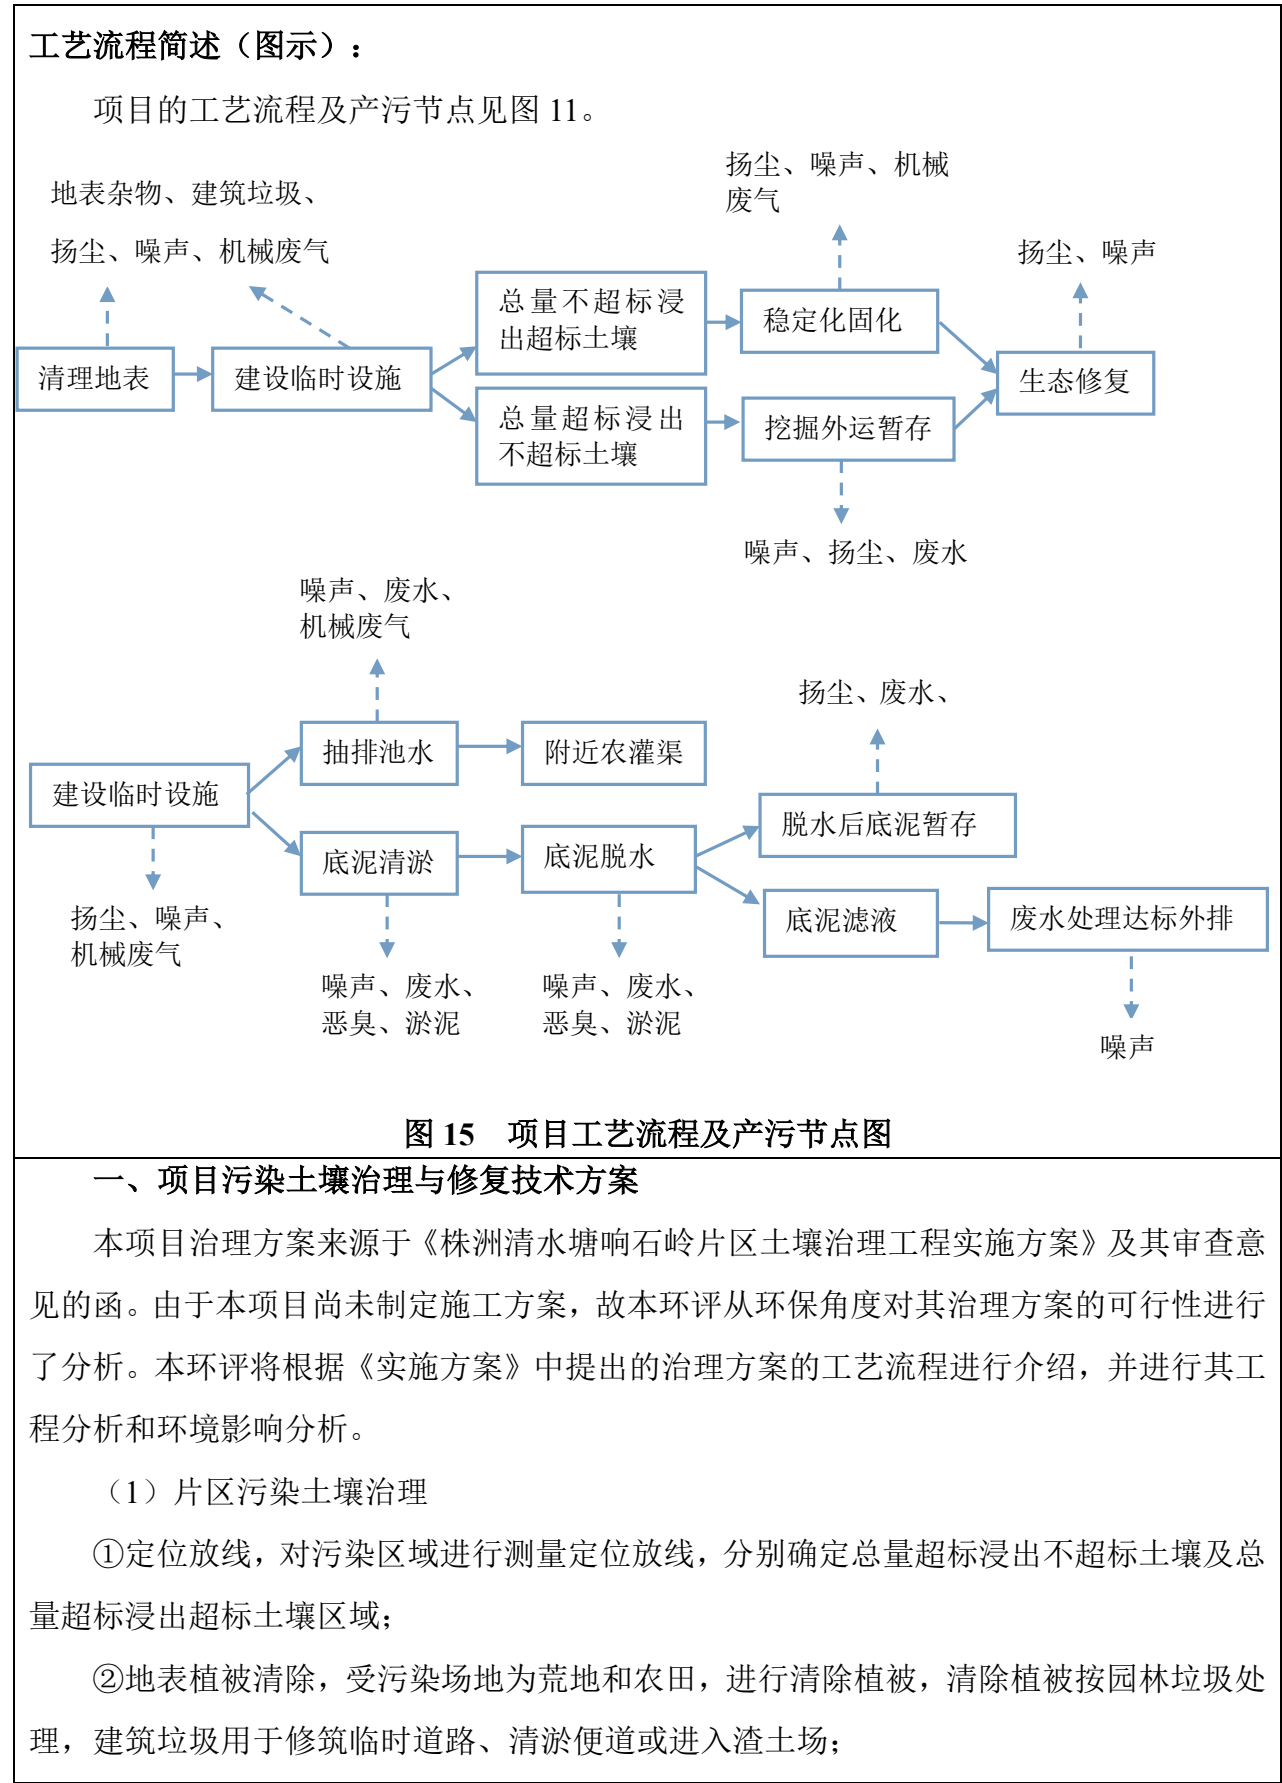 工艺流程简述（图示）：
项目的工艺流程及产污节点见图 11。
地表杂物、建筑垃圾、
扬尘、噪声、机械废气
扬尘、噪声、机械
废气
扬尘、噪声
清理地表
建设临时设施
总量不超标浸
出超标土壤
稳定化固化
总量超标浸出
不超标土壤
挖掘外运暂存
生态修复
噪声、扬尘、废水
噪声、废水、
机械废气
扬尘、废水、
建设临时设施
抽排池水
附近农灌渠
底泥清淤
底泥脱水
脱水后底泥暂存
底泥滤液
废水处理达标外排
扬尘、噪声、
机械废气
噪声、废水、
恶臭、淤泥
噪声、废水、
恶臭、淤泥
噪声
图 15 项目工艺流程及产污节点图
一、项目污染土壤治理与修复技术方案
本项目治理方案来源于《株洲清水塘响石岭片区土壤治理工程实施方案》及其审查意
见的函。由于本项目尚未制定施工方案，故本环评从环保角度对其治理方案的可行性进行
了分析。本环评将根据《实施方案》中提出的治理方案的工艺流程进行介绍，并进行其工
程分析和环境影响分析。
（1）片区污染土壤治理
①定位放线，对污染区域进行测量定位放线，分别确定总量超标浸出不超标土壤及总
量超标浸出超标土壤区域；
②地表植被清除，受污染场地为荒地和农田，进行清除植被，清除植被按园林垃圾处
理，建筑垃圾用于修筑临时道路、清淤便道或进入渣土场；